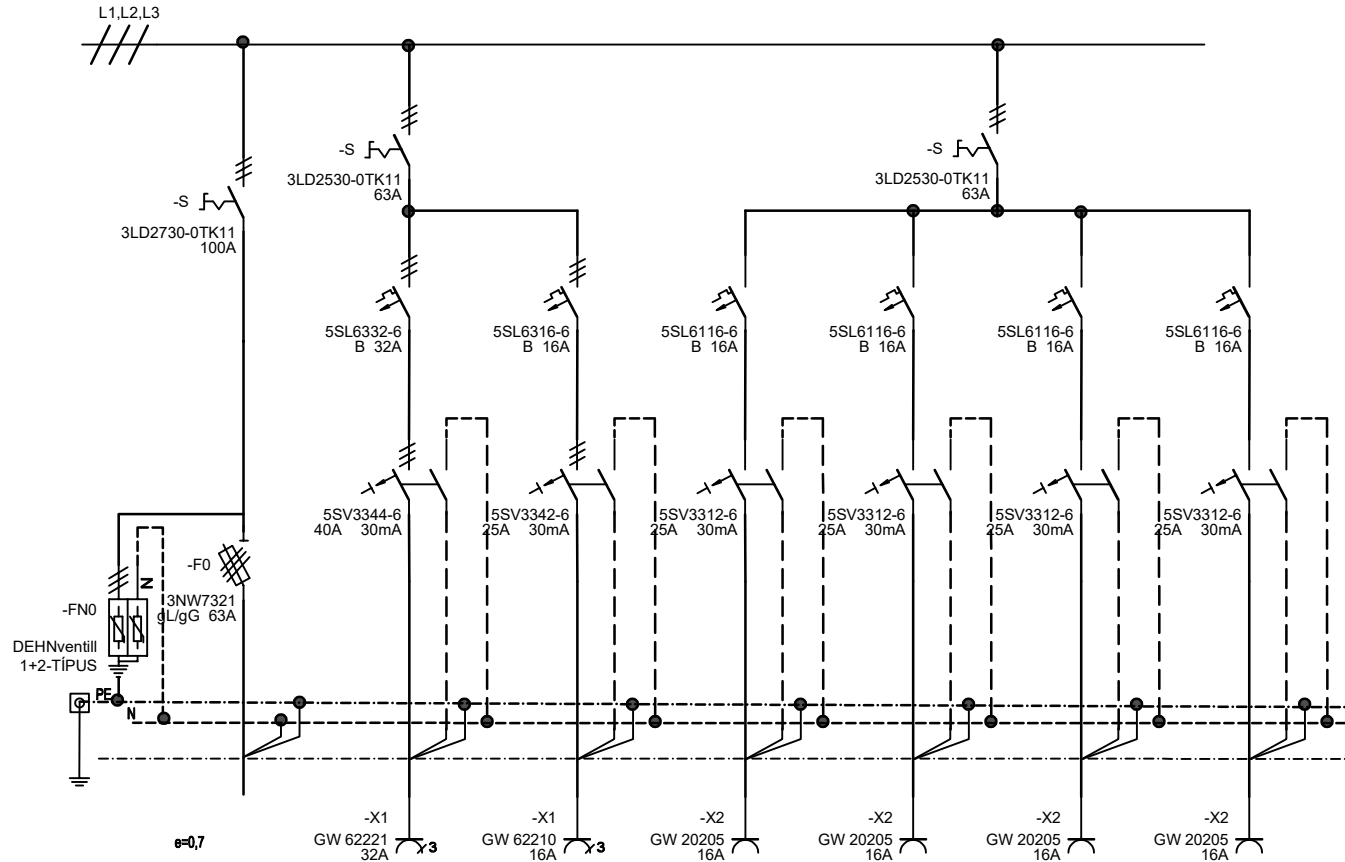 L1,L2,L3
-S
3LD2730-0TK11
100A
-S
3LD2530-0TK11
63A
-S
3LD2530-0TK11
63A
5SL6332-6
B 32A
5SL6316-6
B 16A
5SL6116-6
B 16A
5SL6116-6
B 16A
5SL6116-6
B 16A
5SL6116-6
B 16A
5SV3344-6
40A 30mA
5SV3342-6
25A 30mA
5SV3312-6
25A 30mA
5SV3312-6
25A 30mA
5SV3312-6
25A 30mA
5SV3312-6
25A 30mA
-F0
3NW7321
gL/gG 63A
N
-FN0
DEHNventill
1+2-TÍPUS
PE
N
e=0,7
-X1
GW 62221
32A
3
-X1
GW 62210
16A
3
-X2
GW 20205
16A
-X2
GW 20205
16A
-X2
GW 20205
16A
-X2
GW 20205
16A